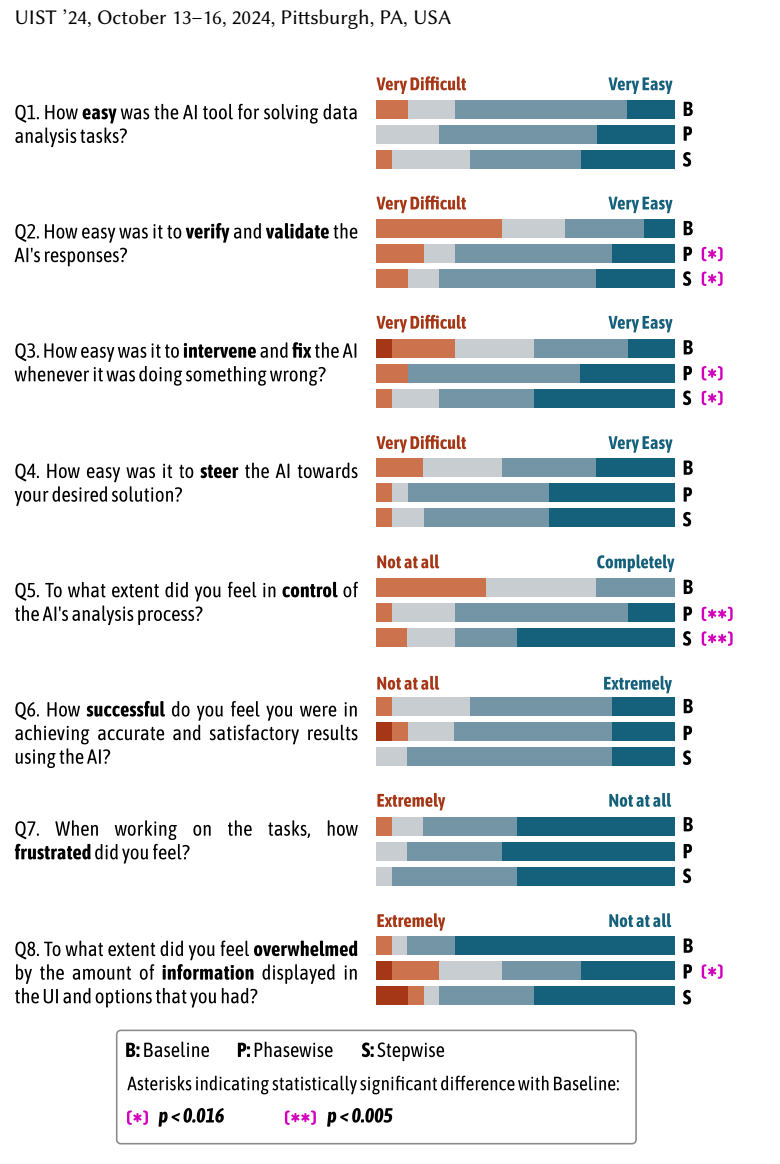 UIST ’24, October 13–16, 2024, Pittsburgh, PA, USA
Very Difficult Very Easy
Q1. How easy was the AI tool for solving data
analysis tasks?
B
P
S
Very Difficult Very Easy
Q2. How easy was it to verify and validate the
AI's responses?
B
P (*)
S (*)
Very Difficult Very Easy
Q3. How easy was it to intervene and fix the AI
whenever it was doing something wrong?
B
P (*)
S (*)
Very Difficult Very Easy
Q4. How easy was it to steer the AI towards
your desired solution?
B
P
S
Not at all Completely
Q5. To what extent did you feel in control of
the AI's analysis process?
B
P (**)
S (**)
Not at all Extremely
Q6. How successful do you feel you were in
achieving accurate and satisfactory results
using the AI?
B
P
S
Extremely Not at all
Q7. When working on the tasks, how
frustrated did you feel?
B
P
S
Extremely Not at all
Q8. To what extent did you feel overwhelmed
by the amount of information displayed in
the UI and options that you had?
B
P (*)
S
B: Baseline P: Phasewise S: Stepwise
Asterisks indicating statistically significant difference with Baseline:
(*) p < 0.016 (**) p < 0.005